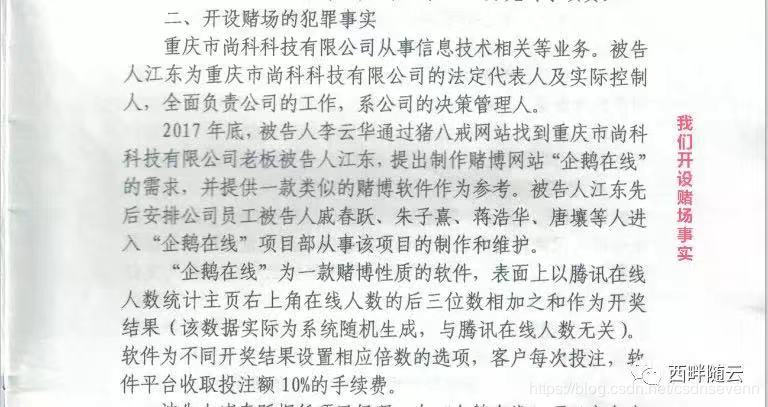 二、开设赌场的犯罪事实
重庆市尚科科技有限公司从事信息技术相关等业务。被告
人江东为重庆市尚科科技有限公司的法定代表人及实际控制
人，全面负责公司的工作，系公司的决策管理人。
2017 年底，被告人李云华通过猪八戒网站找到重庆市尚科
科技有限公司老板被告人江东，提出制作赌博网站“企鹅在线”
的需求，并提供一款类似的赌博软件作为参考。被告人江东先
后安排公司员工被告人戚春跃、朱子熹、蒋浩华、唐壤等人进
入“企鹅在线”项目部从事该项目的制作和维护。
“企鹅在线”为一款赌博性质的软件，表面上以腾讯在线
人数统计主页右上角在线人数的后三位数相加之和作为开奖
结果（该数据实际为系统随机生成，与腾讯在线人数无关）。
软件为不同开奖结果设置相应倍数的选项，客户每次投注，软
件平台收取投注额 10%的手续费。
我们开设赌场事实
西畔随云
https://blog.csdn.net/csdnsevenn